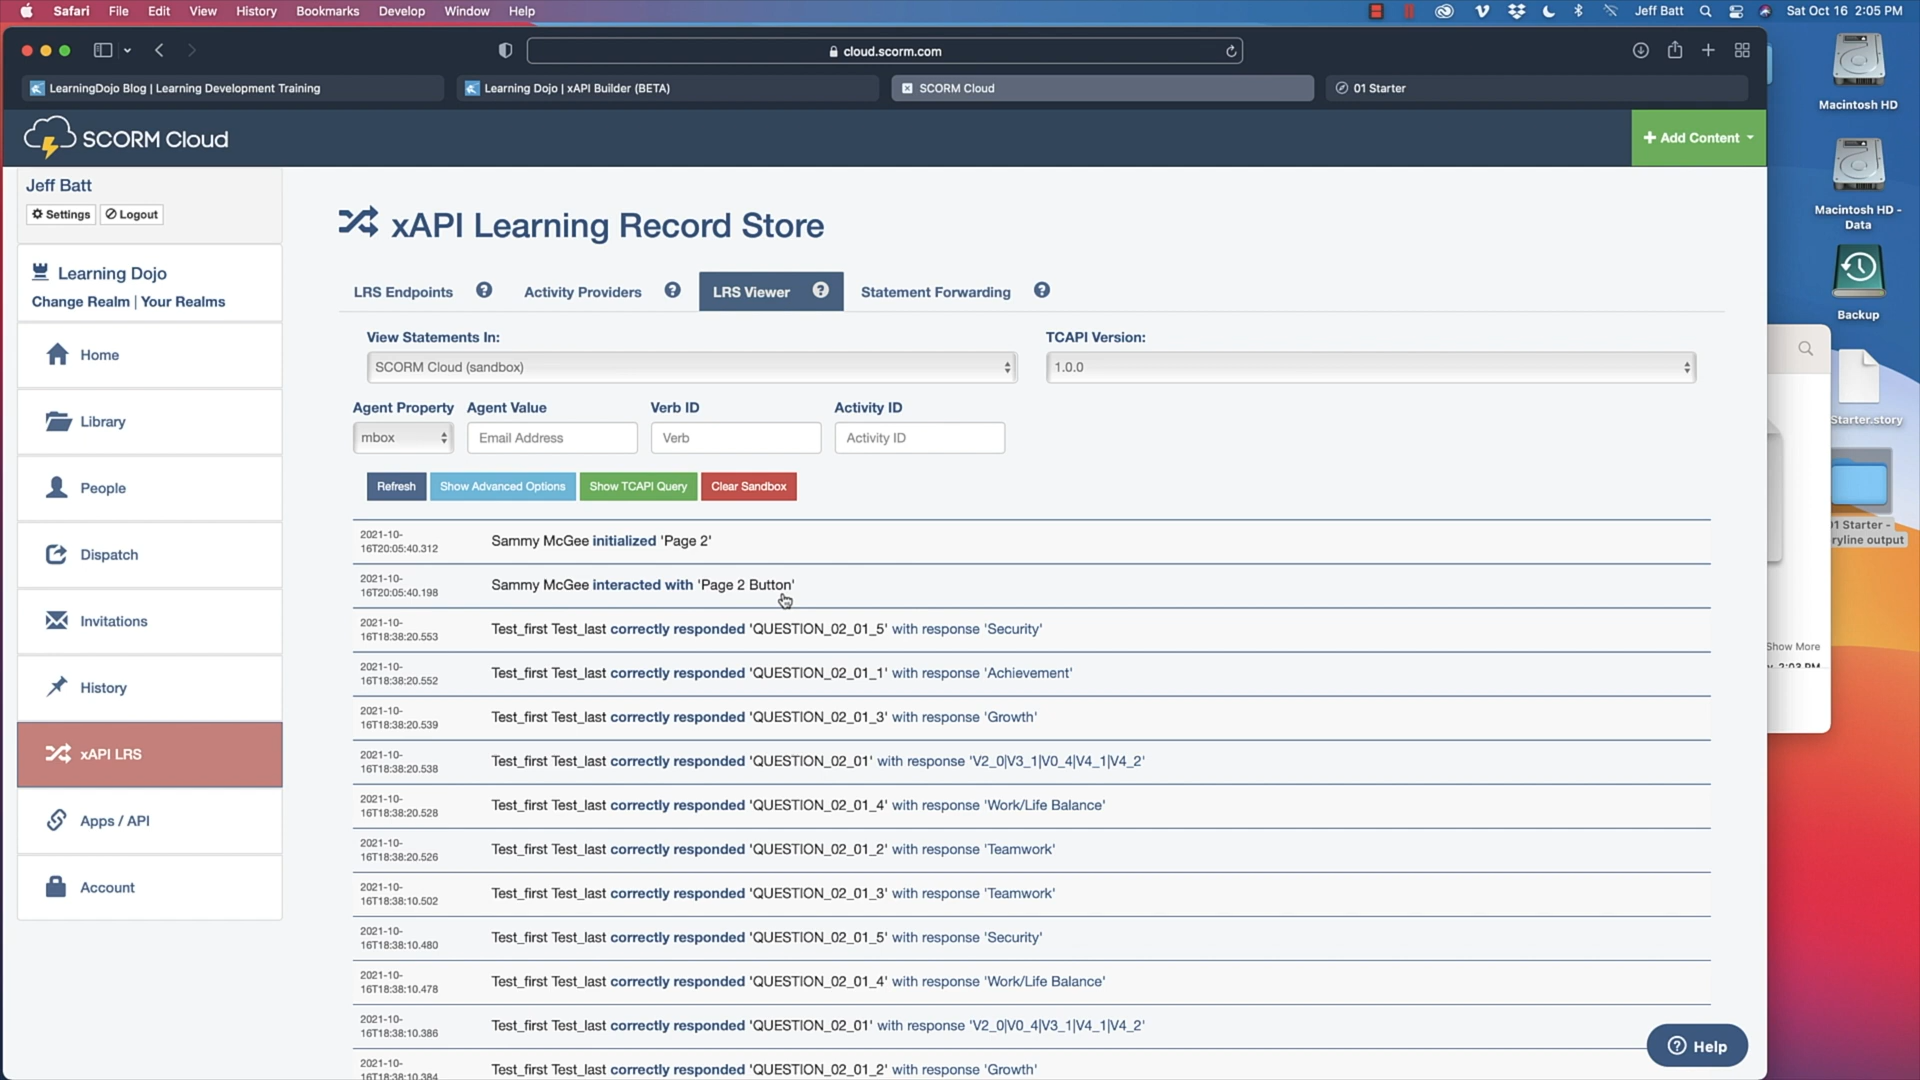 Safari File Edit View History Bookmarks Develop Window Help Jeff Batt Sat Oct 16 2:05 PM
cloud.scorm.com
LearningDojo Blog | Learning Development Training
Learning Dojo | xAPI Builder (BETA)
SCORM Cloud
01 Starter
SCORM Cloud
+ Add Content
Jeff Batt
Settings
Logout
Learning Dojo
Change Realm | Your Realms
Home
Library
People
Dispatch
Invitations
History
xAPI LRS
Apps / API
Account
xAPI Learning Record Store
LRS Endpoints ?
Activity Providers ?
LRS Viewer ?
Statement Forwarding ?
View Statements In:
TCAPI Version:
SCORM Cloud (sandbox)
1.0.0
Agent Property
Agent Value
Verb ID
Activity ID
mbox
Email Address
Verb
Activity ID
Refresh
Show Advanced Options
Show TCAPI Query
Clear Sandbox
2021-10-
16T20:05:40.312
Sammy McGee initialized 'Page 2'
2021-10-
16T20:05:40.198
Sammy McGee interacted with 'Page 2 Button'
2021-10-
16T18:38:20.553
Test_first Test_last correctly responded 'QUESTION_02_01_5' with response 'Security'
2021-10-
16T18:38:20.552
Test_first Test_last correctly responded 'QUESTION_02_01_1' with response 'Achievement'
2021-10-
16T18:38:20.539
Test_first Test_last correctly responded 'QUESTION_02_01_3' with response 'Growth'
2021-10-
16T18:38:20.538
Test_first Test_last correctly responded 'QUESTION_02_01' with response 'V2_0|V3_1|V0_4|V4_1|V4_2'
2021-10-
16T18:38:20.528
Test_first Test_last correctly responded 'QUESTION_02_01_4' with response 'Work/Life Balance'
2021-10-
16T18:38:20.526
Test_first Test_last correctly responded 'QUESTION_02_01_2' with response 'Teamwork'
2021-10-
16T18:38:10.502
Test_first Test_last correctly responded 'QUESTION_02_01_3' with response 'Teamwork'
2021-10-
16T18:38:10.480
Test_first Test_last correctly responded 'QUESTION_02_01_5' with response 'Security'
2021-10-
16T18:38:10.478
Test_first Test_last correctly responded 'QUESTION_02_01_4' with response 'Work/Life Balance'
2021-10-
16T18:38:10.386
Test_first Test_last correctly responded 'QUESTION_02_01' with response 'V2_0|V0_4|V3_1|V4_1|V4_2'
2021-10-
16T18:38:10.384
Test_first Test_last correctly responded 'QUESTION_02_01_2' with response 'Growth'
? Help
Macintosh HD
Macintosh HD -
Data
Backup
Starter.story
01 Starter -
ryline output
Show More
2:03 PM